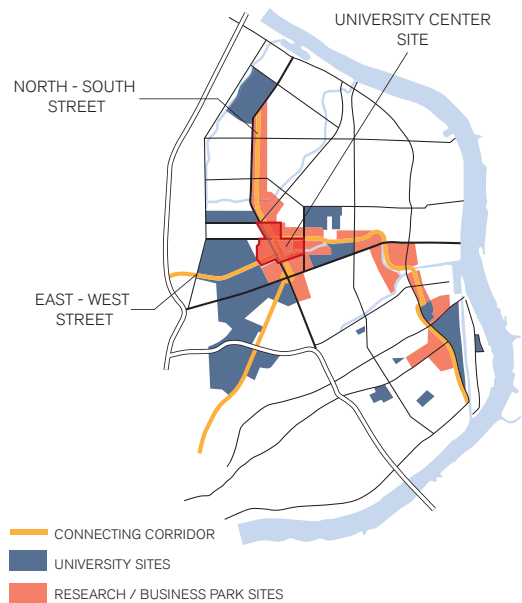 UNIVERSITY CENTER
SITE
NORTH - SOUTH
STREET
EAST - WEST
STREET
CONNECTING CORRIDOR
UNIVERSITY SITES
RESEARCH / BUSINESS PARK SITES